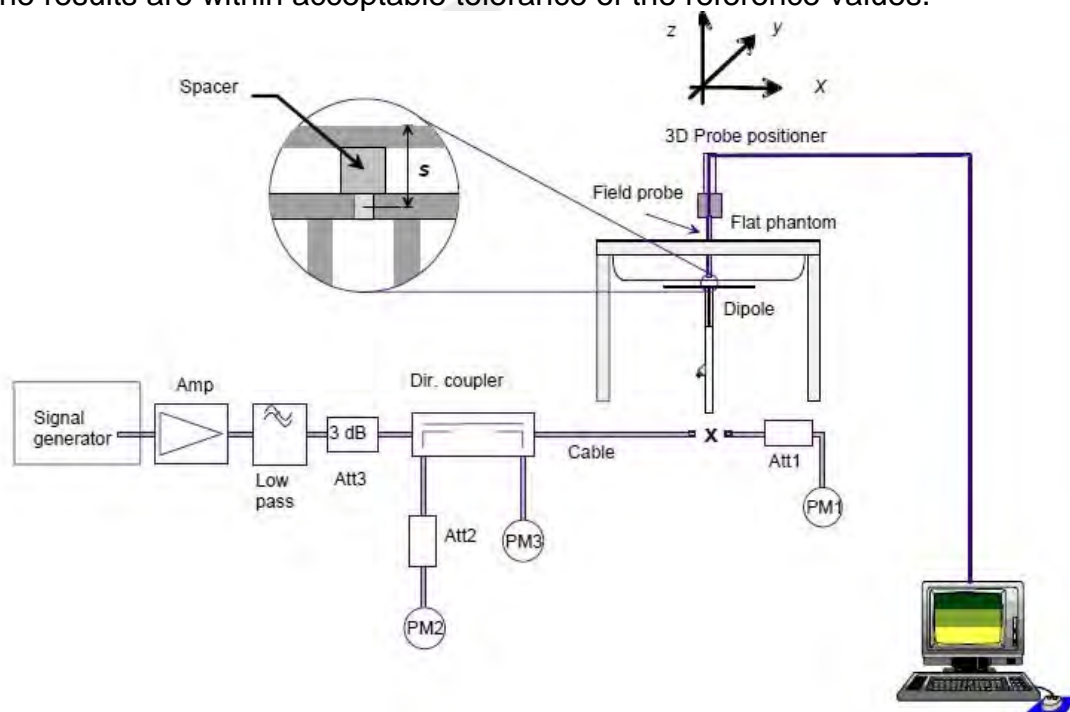 he results are within acceptable tolerance of the reference values.
z
y
X
Spacer
s
3D Probe positioner
Field probe
Flat phantom
Dipole
Signal
generator
Amp
Low
pass
3 dB
Att3
Dir. coupler
Cable
X
Att1
PM1
Att2
PM3
PM2